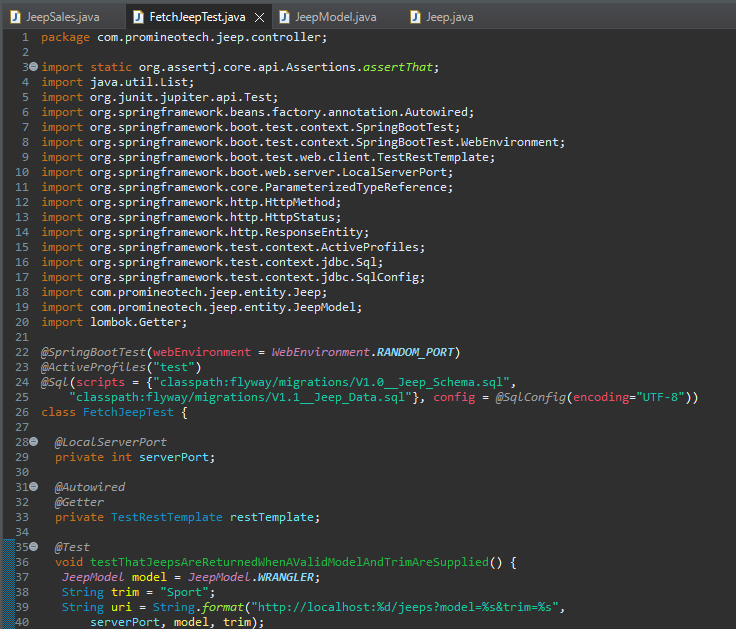 JeepSales.java FetchJeepTest.java JeepModel.java Jeep.java
1 package com.promineotech.jeep.controller;
2
3 import static org.assertj.core.api.Assertions.assertThat;
4 import java.util.List;
5 import org.junit.jupiter.api.Test;
6 import org.springframework.beans.factory.annotation.Autowired;
7 import org.springframework.boot.test.context.SpringBootTest;
8 import org.springframework.boot.test.context.SpringBootTest.WebEnvironment;
9 import org.springframework.boot.test.web.client.TestRestTemplate;
10 import org.springframework.boot.web.server.LocalServerPort;
11 import org.springframework.core.ParameterizedTypeReference;
12 import org.springframework.http.HttpMethod;
13 import org.springframework.http.HttpStatus;
14 import org.springframework.http.ResponseEntity;
15 import org.springframework.test.context.ActiveProfiles;
16 import org.springframework.test.context.jdbc.Sql;
17 import org.springframework.test.context.jdbc.SqlConfig;
18 import com.promineotech.jeep.entity.Jeep;
19 import com.promineotech.jeep.entity.JeepModel;
20 import lombok.Getter;
21
22 @SpringBootTest(webEnvironment = WebEnvironment.RANDOM_PORT)
23 @ActiveProfiles("test")
24 @Sql(scripts = {"classpath:flyway/migrations/V1.0__Jeep_Schema.sql",
25     "classpath:flyway/migrations/V1.1__Jeep_Data.sql"}, config = @SqlConfig(encoding="UTF-8"))
26 class FetchJeepTest {
27
28   @LocalServerPort
29   private int serverPort;
30
31   @Autowired
32   @Getter
33   private TestRestTemplate restTemplate;
34
35   @Test
36   void testThatJeepsAreReturnedWhenAValidModelAndTrimAreSupplied() {
37    JeepModel model = JeepModel.WRANGLER;
38    String trim = "Sport";
39    String uri = String.format("http://localhost:%d/jeeps?model=%s&trim=%s",
40        serverPort, model, trim);